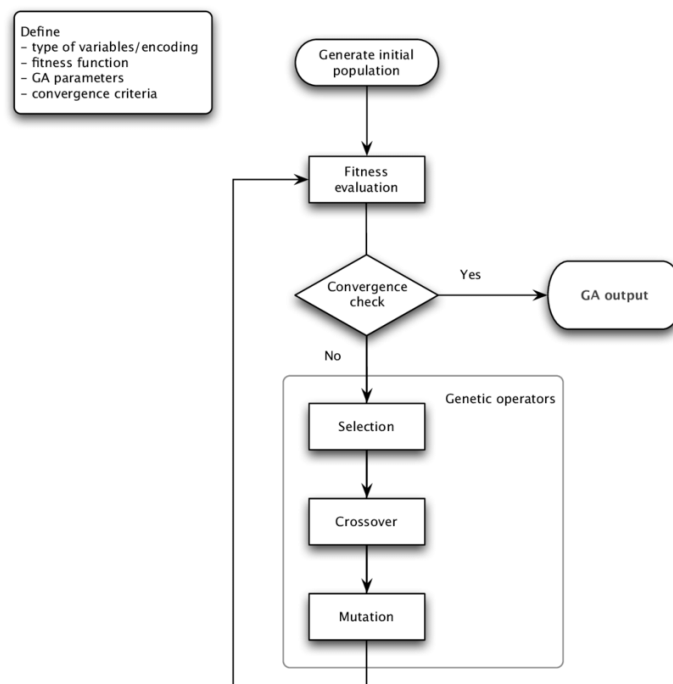 Define
– type of variables/encoding
– fitness function
– GA parameters
– convergence criteria
Generate initial
population
Fitness
evaluation
Convergence
check
Yes
GA output
No
Genetic operators
Selection
Crossover
Mutation